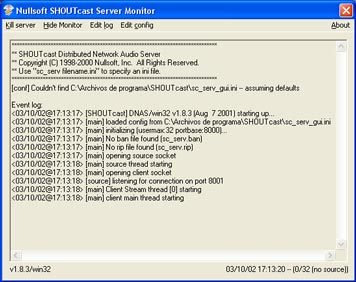 Nullsoft SHOUTcast Server Monitor
Kill server Hide Monitor Edit log Edit config About
*******************************************************************
** SHOUTcast Distributed Network Audio Server
** Copyright (C) 1998-2000 Nullsoft, Inc. All Rights Reserved.
** Use "sc_serv filename.ini" to specify an ini file.
*******************************************************************
[conf] Couldn't find C:\Archivos de programa\SHOUTcast\sc_serv_gui.ini -- assuming defaults
Event log:
<03/10/02@17:13:17> [SHOUTcast] DNAS/win32 v1.8.3 (Aug 7 2001) starting up...
<03/10/02@17:13:17> [main] loaded config from C:\Archivos de programa\SHOUTcast\sc_serv_gui.ini
<03/10/02@17:13:17> [main] initializing (usermax:32 portbase:8000)...
<03/10/02@17:13:17> [main] No ban file found (sc_serv.ban)
<03/10/02@17:13:17> [main] No rip file found (sc_serv.rip)
<03/10/02@17:13:17> [main] opening source socket
<03/10/02@17:13:17> [main] source thread starting
<03/10/02@17:13:18> [main] opening client socket
<03/10/02@17:13:18> [source] listening for connection on port 8001
<03/10/02@17:13:18> [main] Client Stream thread [0] starting
<03/10/02@17:13:18> [main] client main thread starting
v1.8.3/win32 03/10/02 17:13:20 -- [0/32 (no source)]